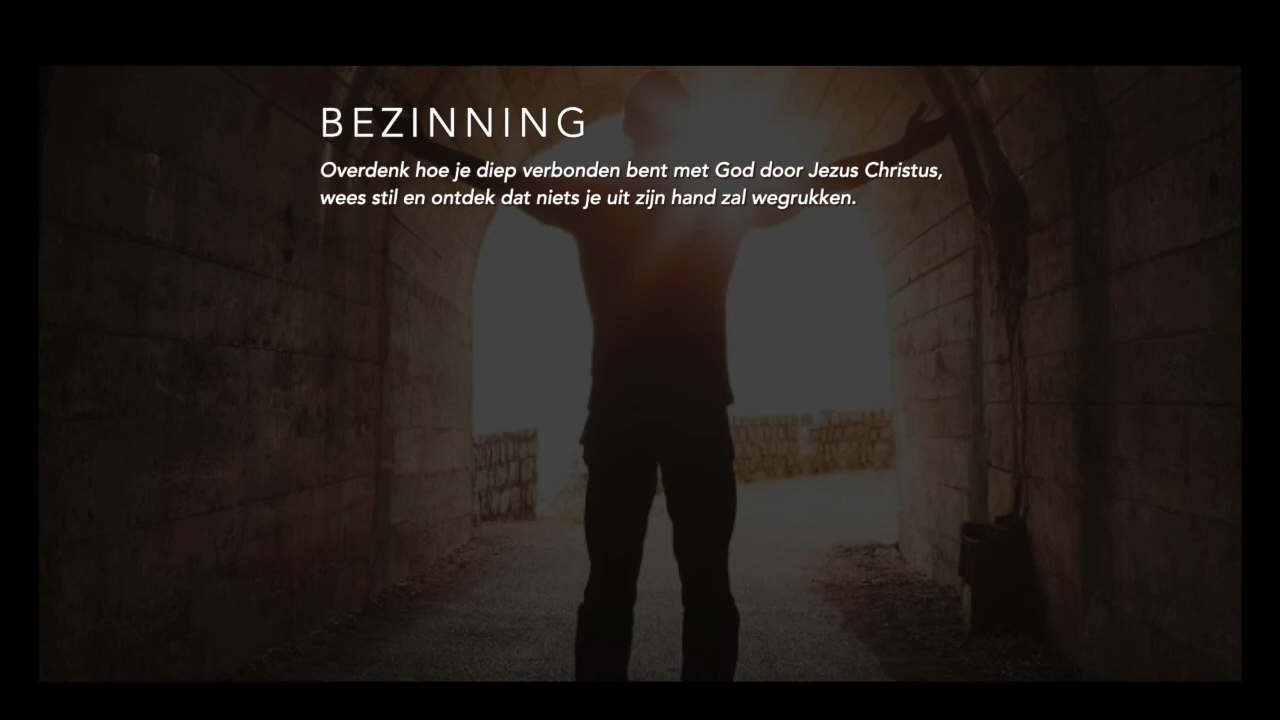 BEZINNING
Overdenk hoe je diep verbonden bent met God door Jezus Christus,
wees stil en ontdek dat niets je uit zijn hand zal wegrukken.